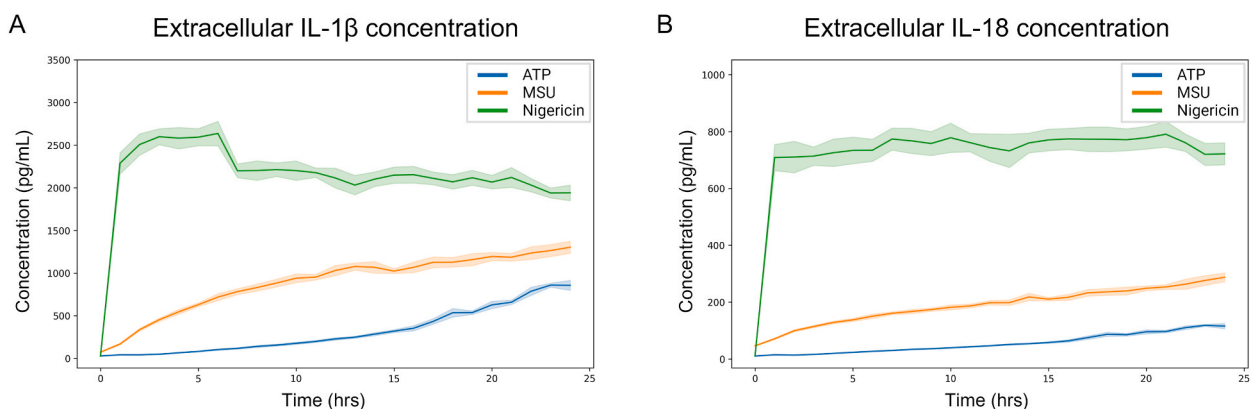 A
Extracellular IL-1β concentration
3500
3000
2500
2000
1500
1000
500
0
Concentration (pg/mL)
ATP
MSU
Nigericin
0 5 10 15 20 25
Time (hrs)
B
Extracellular IL-18 concentration
1000
800
600
400
200
0
Concentration (pg/mL)
ATP
MSU
Nigericin
0 5 10 15 20 25
Time (hrs)